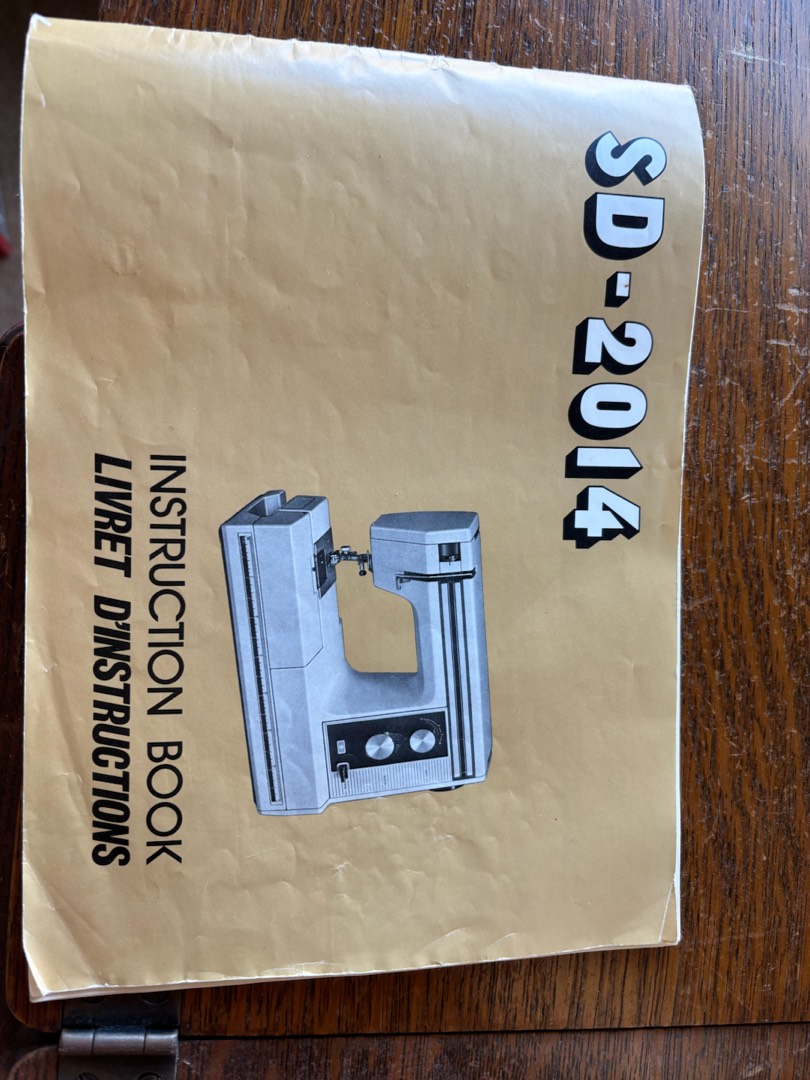 SD-2014
INSTRUCTION BOOK
LIVRET D'INSTRUCTIONS